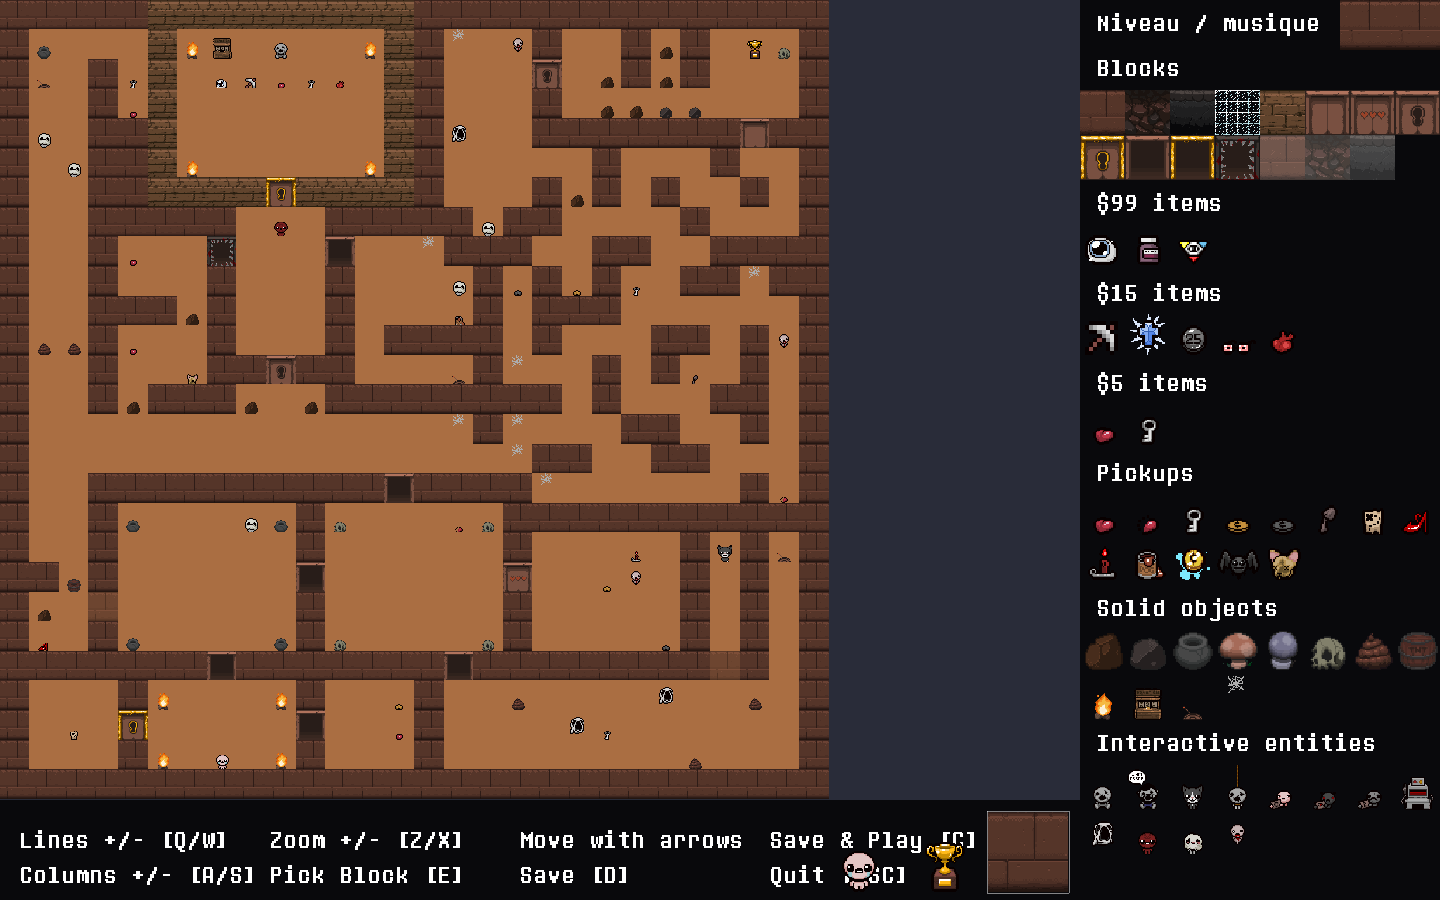 Niveau / musique
Blocks
$99 items
$15 items
25
$5 items
Pickups
Solid objects
Interactive entities
Lines +/- [Q/W] Zoom +/- [Z/X] Move with arrows Save & Play [C]
Columns +/- [A/S] Pick Block [E] Save [D] Quit